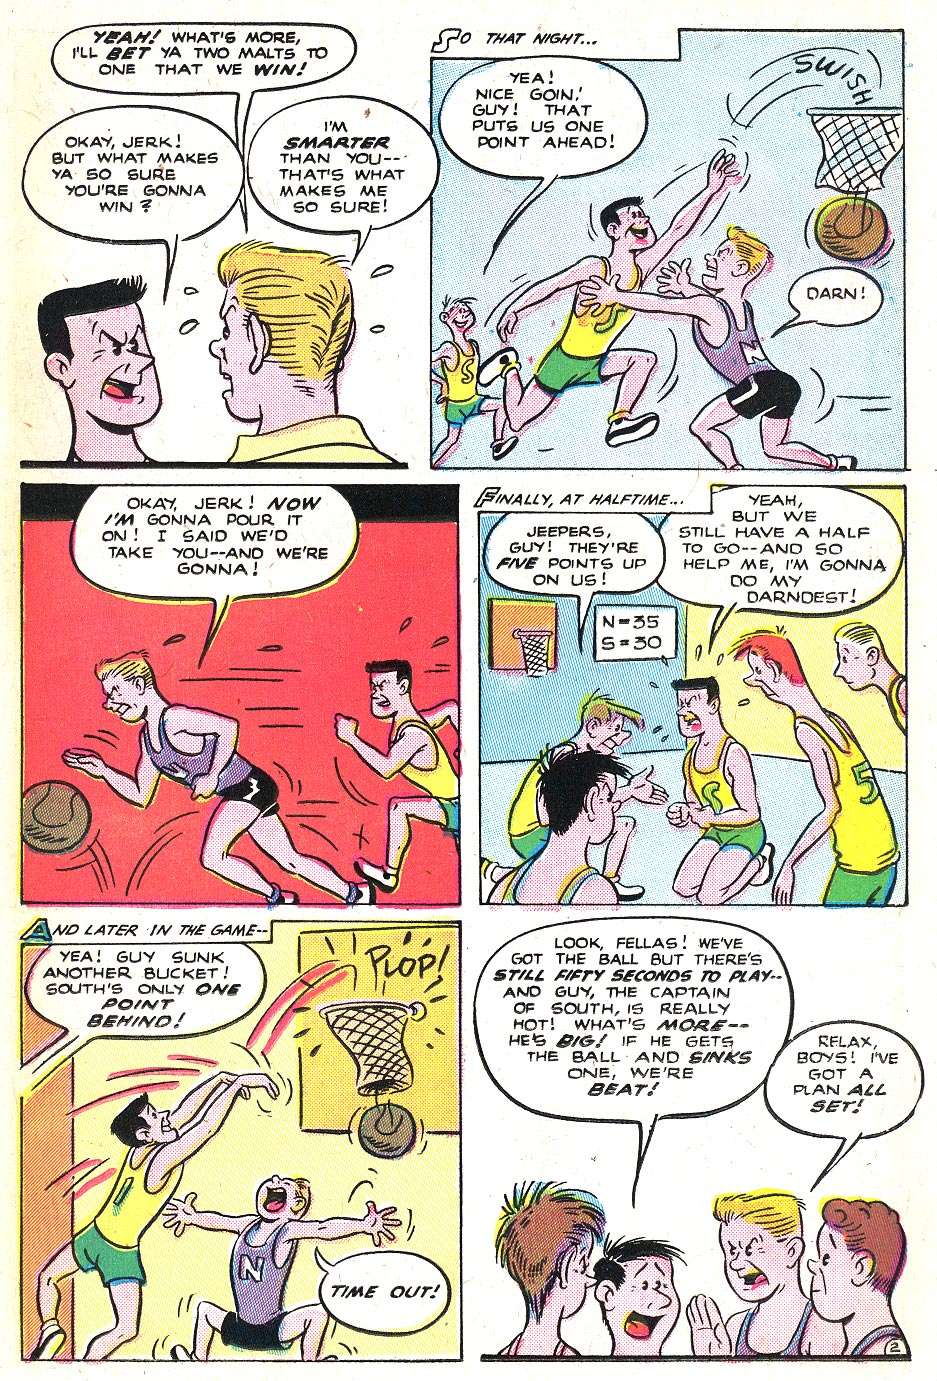 YEAH! WHAT'S MORE,
I'LL BET YA TWO MALTS TO
ONE THAT WE WIN!
OKAY, JERK!
BUT WHAT MAKES
YA SO SURE
YOU'RE GONNA
WIN?
I'M
SMARTER
THAN YOU--
THAT'S WHAT
MAKES ME
SO SURE!
SO THAT NIGHT...
YEA!
NICE GOIN,'
GUY! THAT
PUTS US ONE
POINT AHEAD!
SWISH
DARN!
S
N
OKAY, JERK! NOW
I'M GONNA POUR IT
ON! I SAID WE'D
TAKE YOU--AND WE'RE
GONNA!
FINALLY, AT HALFTIME...
JEEPERS,
GUY! THEY'RE
FIVE POINTS UP
ON US!
YEAH,
BUT WE
STILL HAVE A HALF
TO GO--AND SO
HELP ME, I'M GONNA
DO MY
DARNDEST!
N=35
S=30
5
AND LATER IN THE GAME--
YEA! GUY SUNK
ANOTHER BUCKET!
SOUTH'S ONLY ONE
POINT
BEHIND!
PLOP!
1
N
TIME OUT!
LOOK, FELLAS! WE'VE
GOT THE BALL BUT THERE'S
STILL FIFTY SECONDS TO PLAY--
AND GUY, THE CAPTAIN
OF SOUTH, IS REALLY
HOT! WHAT'S MORE--
HE'S BIG! IF HE GETS
THE BALL AND SINKS
ONE, WE'RE
BEAT!
RELAX,
BOYS! I'VE
GOT A
PLAN ALL
SET!
2